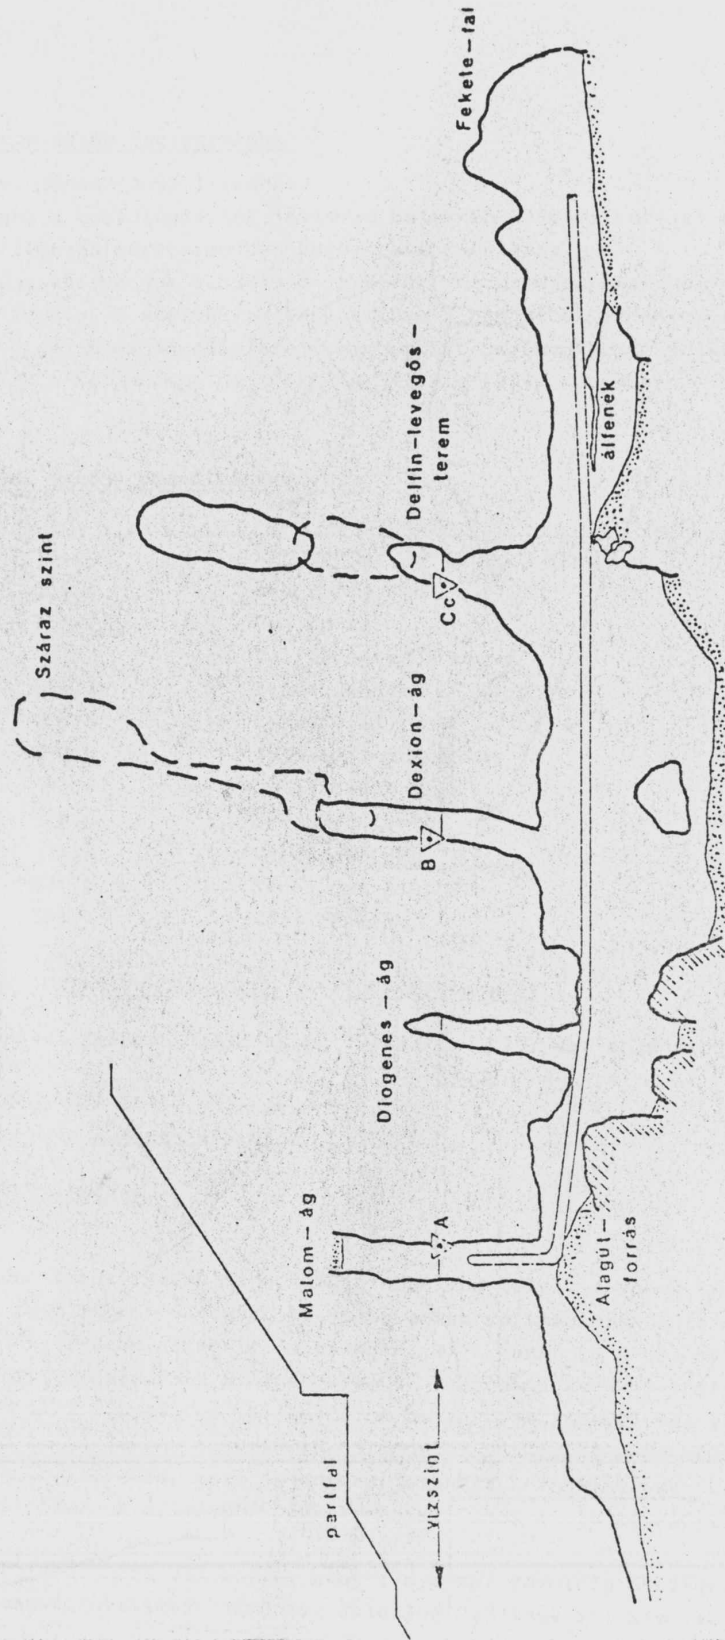 Száraz szint
Fekete-fal
Delfin-levegős-
terem
Cc
Dexion-ág
B
Diogenes-ág
Malom-ág
A
partfal
vízszint
Alagút-
forrás
álfenék